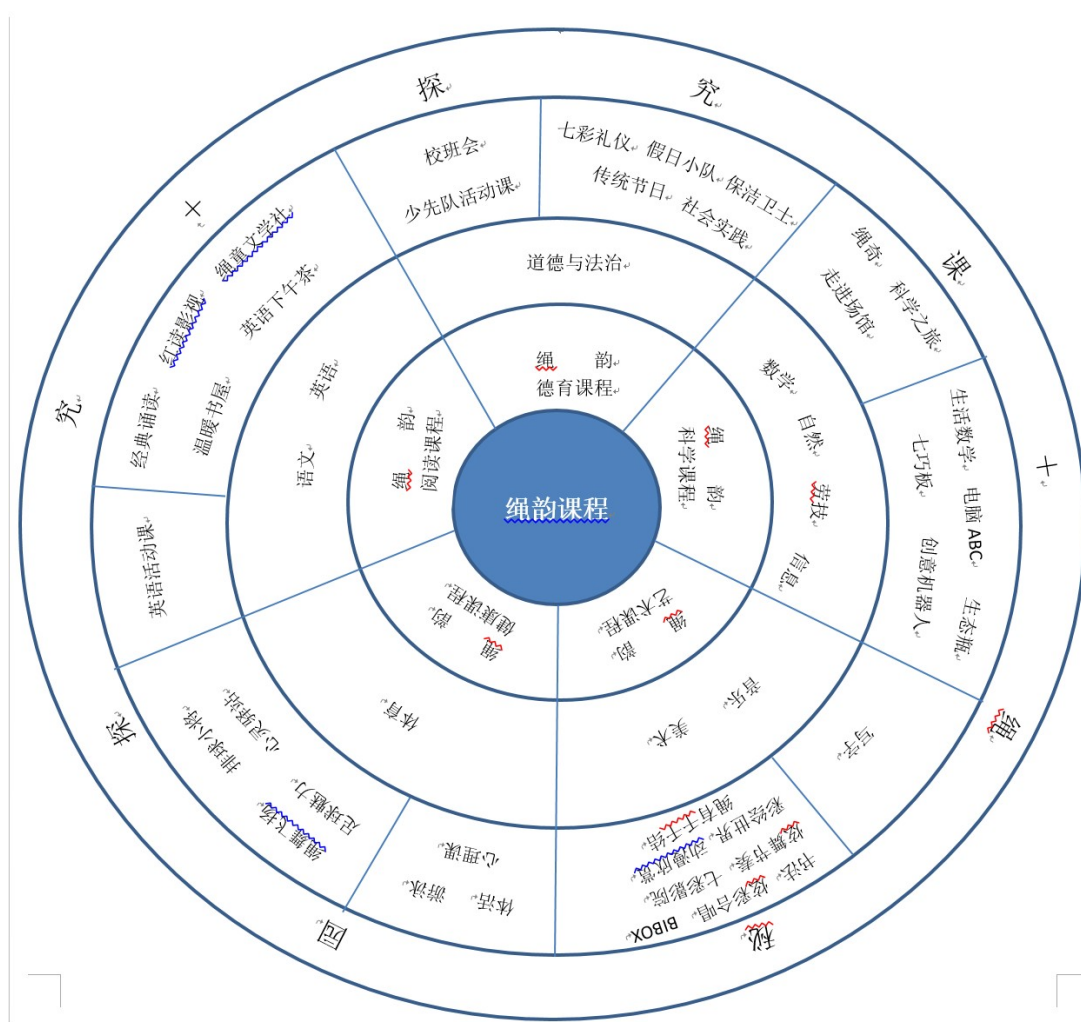 探 究 课 + 绳 秘 园 探 究 +
校班会
少先队活动课
七彩礼仪 假日小队 保洁卫士
传统节日 社会实践
绳奇 科学之旅
走进场馆
生活数学 电脑ABC 生态瓶
七巧板 创意机器人
写字
绳有千千结
彩绘世界 动漫欣赏
炫舞节奏 七彩影院
书法 炫彩合唱 BIBOX
心理课
体活 游泳
足球魅力
绳舞飞扬
心灵驿站
排球小将
英语活动课
经典诵读 红读影视 绳童文学社
温暖书屋 英语下午茶
道德与法治
数学 自然 劳技 信息
音乐 美术
体育
语文 英语
绳 韵
德育课程
绳 韵
科学课程
绳 韵
艺术课程
绳 韵
健康课程
绳 韵
阅读课程
绳韵课程